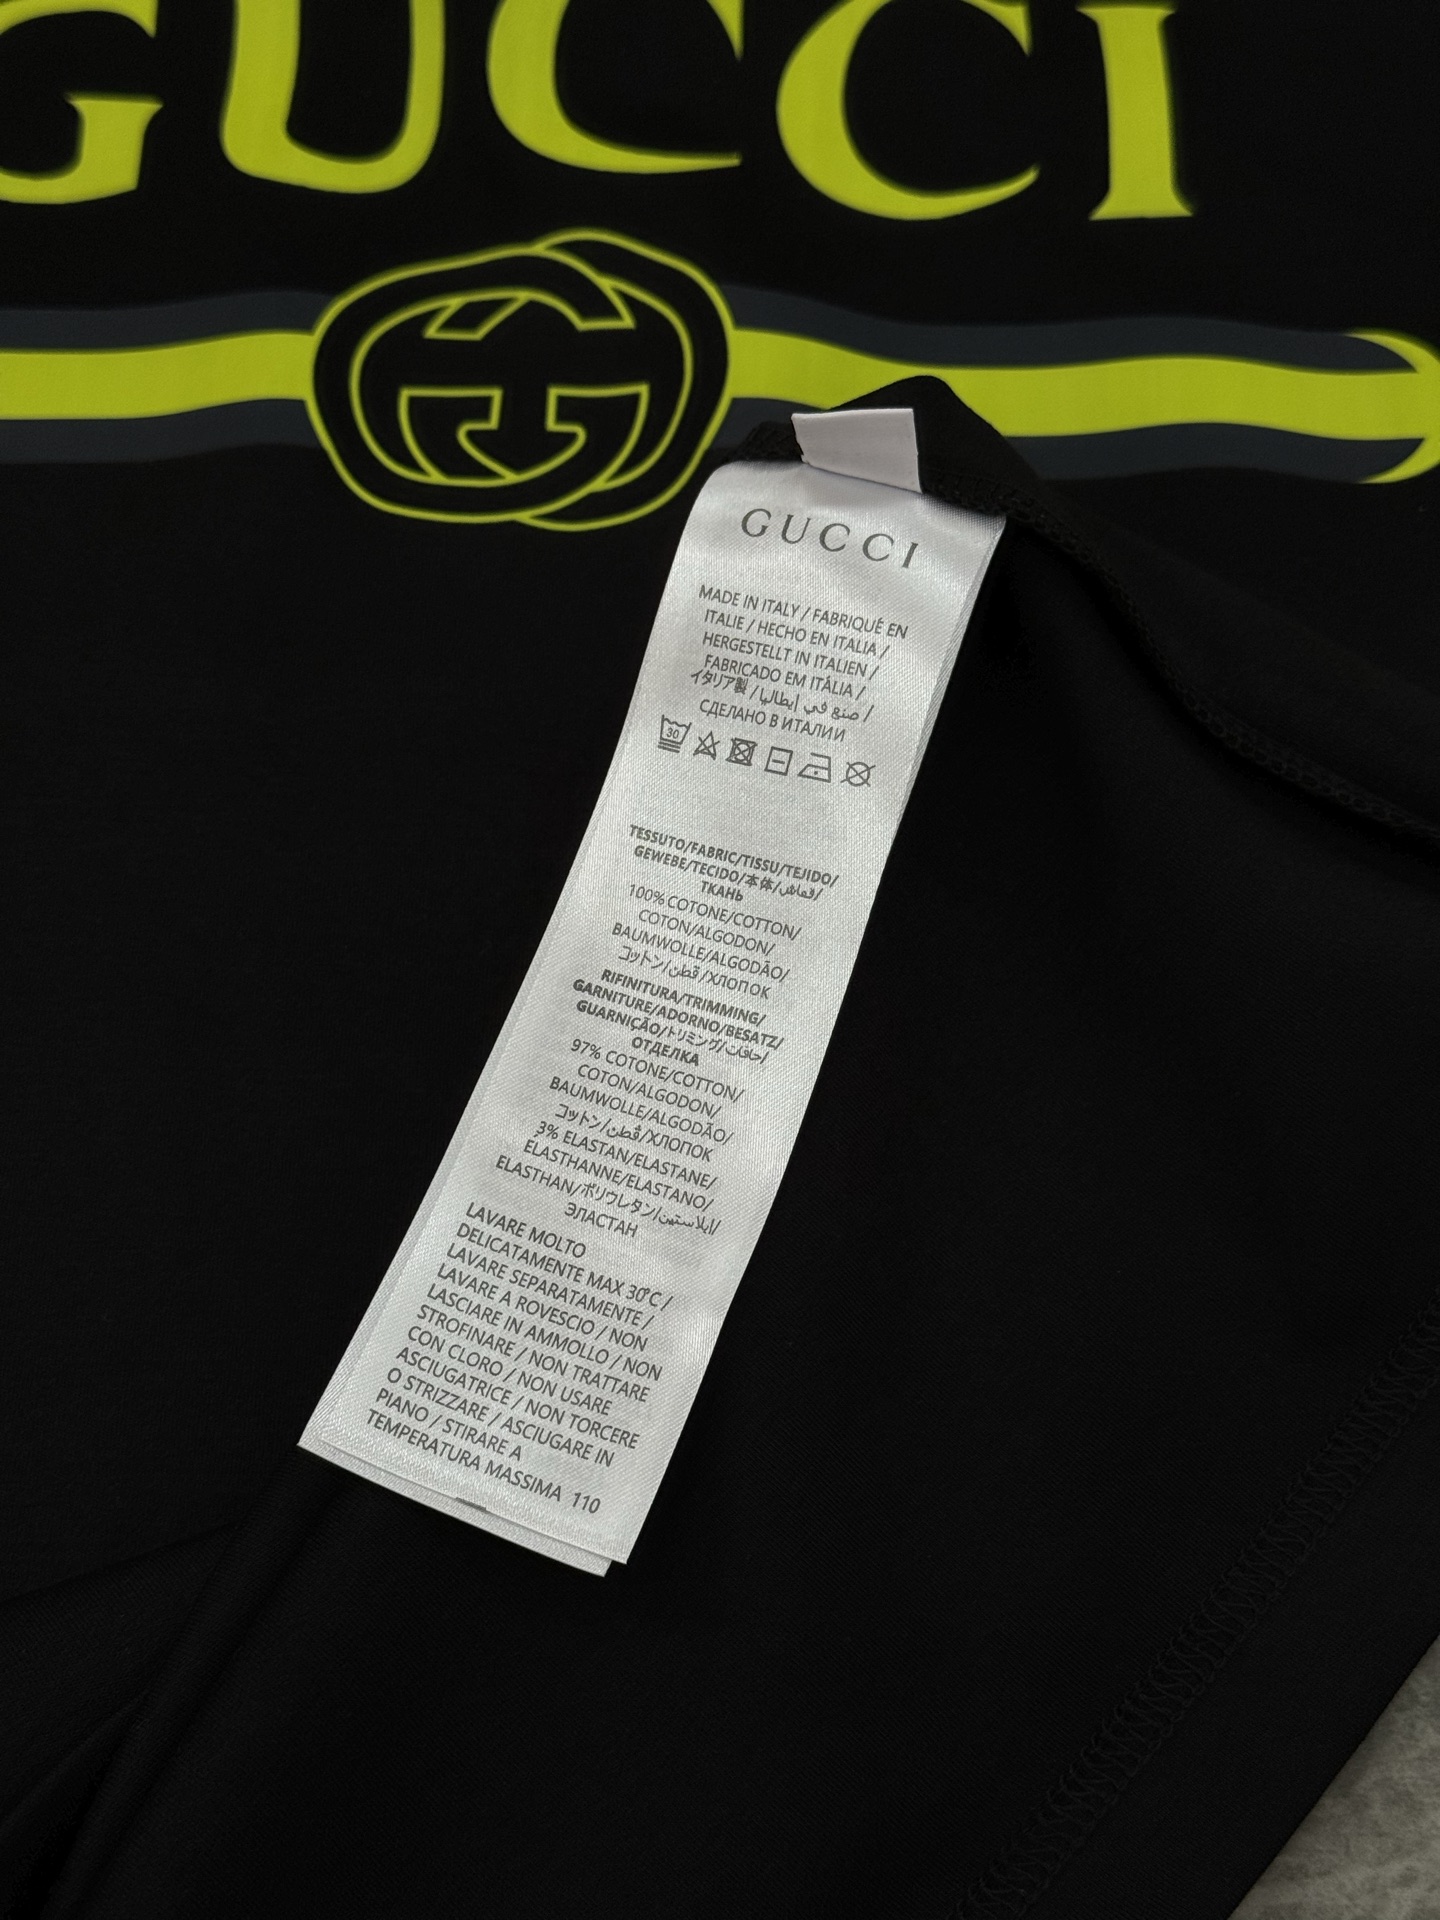 GUCCI
GUCCI
MADE IN ITALY / FABRIQUÉ EN
ITALIE / HECHO EN ITALIA /
HERGESTELLT IN ITALIEN /
FABRICADO EM ITÁLIA /
イタリア製 / صنع في إيطاليا /
СДЕЛАНО В ИТАЛИИ
30
TESSUTO/FABRIC/TISSU/TEJIDO/
GEWEBE/TECIDO/本体/قماش/
ТКАНЬ
100% COTONE/COTTON/
COTON/ALGODON/
BAUMWOLLE/ALGODÃO/
コットン/قطن/ХЛОПОК
RIFINITURA/TRIMMING/
GARNITURE/ADORNO/BESATZ/
GUARNIÇÃO/トリミング/حافات/
ОТДЕЛКА
97% COTONE/COTTON/
COTON/ALGODON/
BAUMWOLLE/ALGODÃO/
コットン/قطن/ХЛОПОК
3% ELASTAN/ELASTANE/
ELASTHANNE/ELASTANO/
ELASTHAN/ポリウレタン/إيلاستين/
ЭЛАСТАН
LAVARE MOLTO
DELICATAMENTE MAX 30°C /
LAVARE SEPARATAMENTE /
LAVARE A ROVESCIO / NON
LASCIARE IN AMMOLLO / NON
STROFINARE / NON TRATTARE
CON CLORO / NON USARE
ASCIUGATRICE / NON TORCERE
O STRIZZARE / ASCIUGARE IN
PIANO / STIRARE A
TEMPERATURA MASSIMA 110